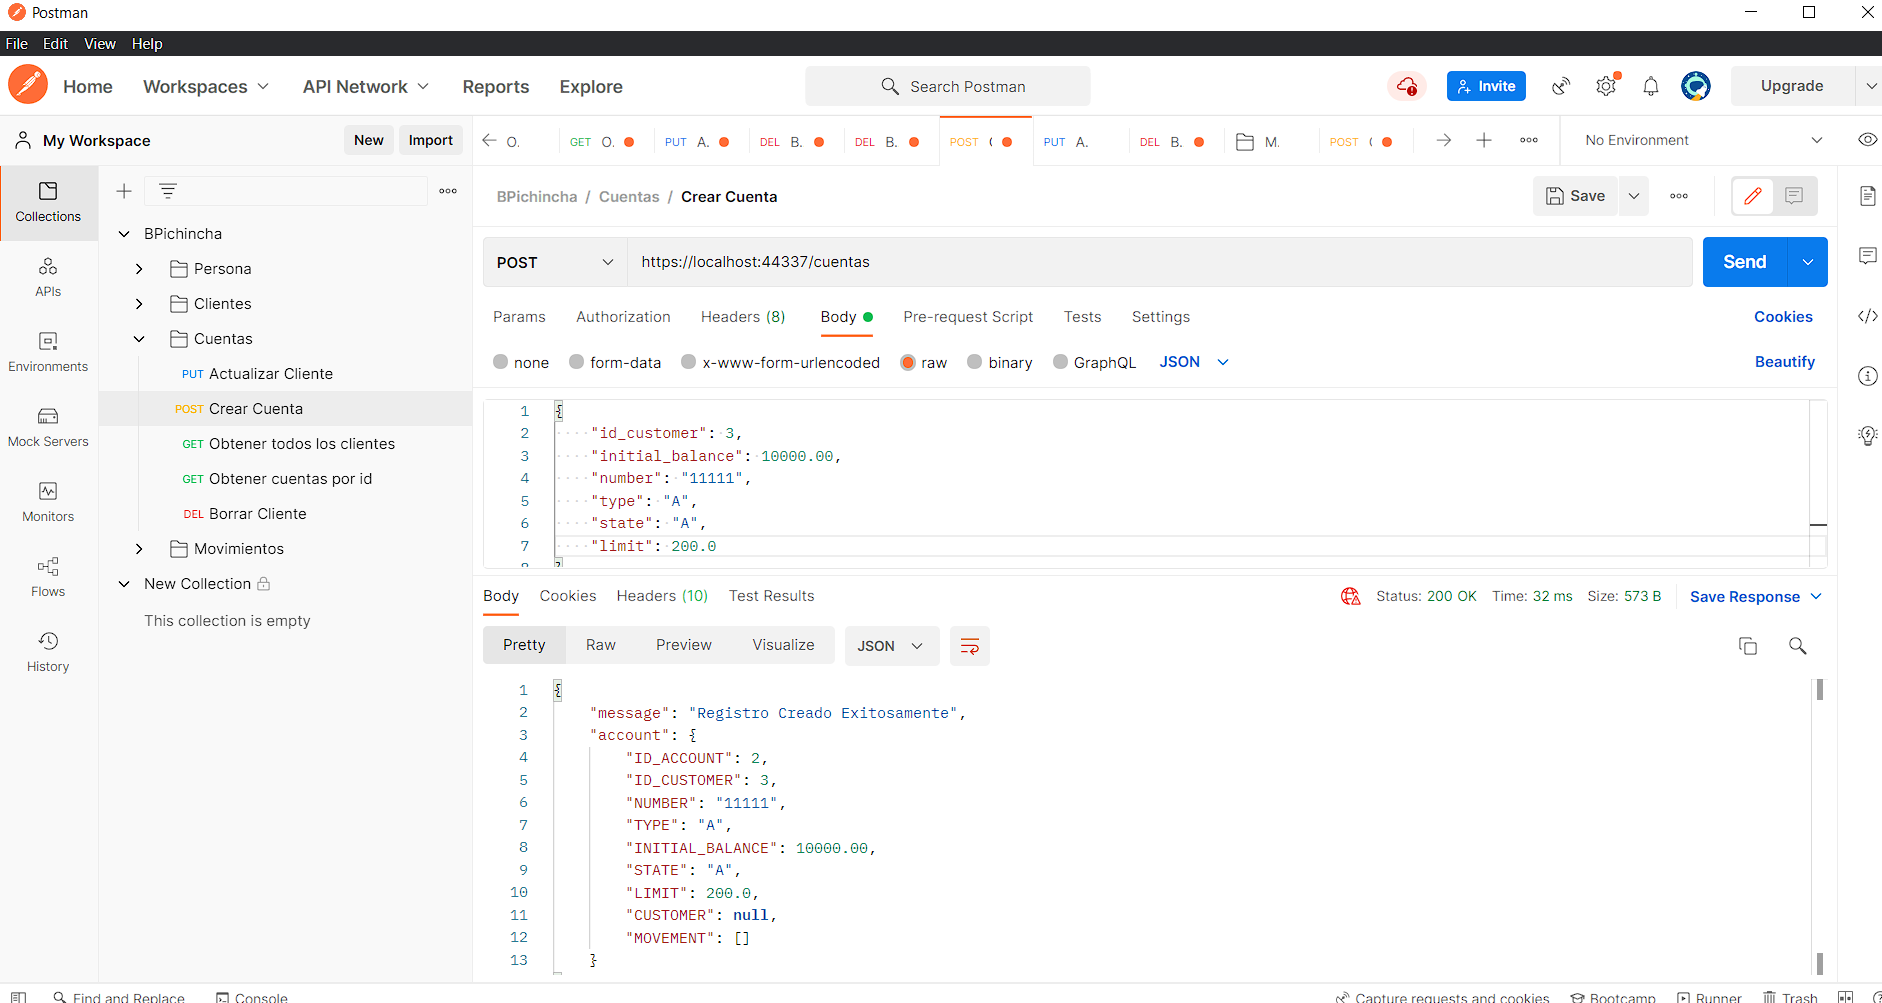 Postman
File Edit View Help
Home Workspaces API Network Reports Explore Search Postman Invite Upgrade
My Workspace New Import
O. GET O. PUT A. DEL B. DEL B. POST PUT A. DEL B. M. POST No Environment
Collections
APIs
Environments
Mock Servers
Monitors
Flows
History
BPichincha
Persona
Clientes
Cuentas
PUT Actualizar Cliente
POST Crear Cuenta
GET Obtener todos los clientes
GET Obtener cuentas por id
DEL Borrar Cliente
Movimientos
New Collection
This collection is empty
BPichincha / Cuentas / Crear Cuenta Save
POST https://localhost:44337/cuentas Send
Params Authorization Headers (8) Body Pre-request Script Tests Settings Cookies
none form-data x-www-form-urlencoded raw binary GraphQL JSON Beautify
1 {
2 "id_customer": 3,
3 "initial_balance": 10000.00,
4 "number": "11111",
5 "type": "A",
6 "state": "A",
7 "limit": 200.0
8 }
Body Cookies Headers (10) Test Results Status: 200 OK Time: 32 ms Size: 573 B Save Response
Pretty Raw Preview Visualize JSON
1 {
2 "message": "Registro Creado Exitosamente",
3 "account": {
4 "ID_ACCOUNT": 2,
5 "ID_CUSTOMER": 3,
6 "NUMBER": "11111",
7 "TYPE": "A",
8 "INITIAL_BALANCE": 10000.00,
9 "STATE": "A",
10 "LIMIT": 200.0,
11 "CUSTOMER": null,
12 "MOVEMENT": []
13 }
Find and Replace Console Capture requests and cookies Bootcamp Runner Trash